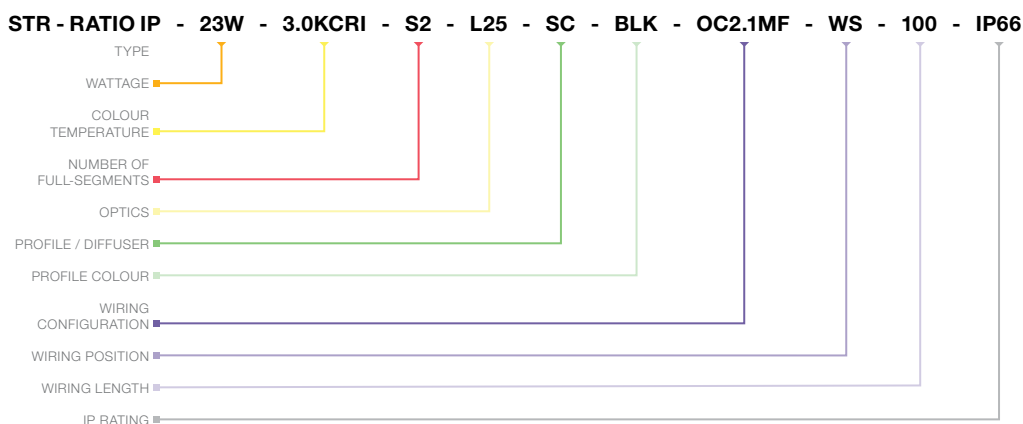 STR - RATIO IP - 23W - 3.0KCRI - S2 - L25 - SC - BLK - OC2.1MF - WS - 100 - IP66
TYPE
WATTAGE
COLOUR
TEMPERATURE
NUMBER OF
FULL-SEGMENTS
OPTICS
PROFILE / DIFFUSER
PROFILE COLOUR
WIRING
CONFIGURATION
WIRING POSITION
WIRING LENGTH
IP RATING